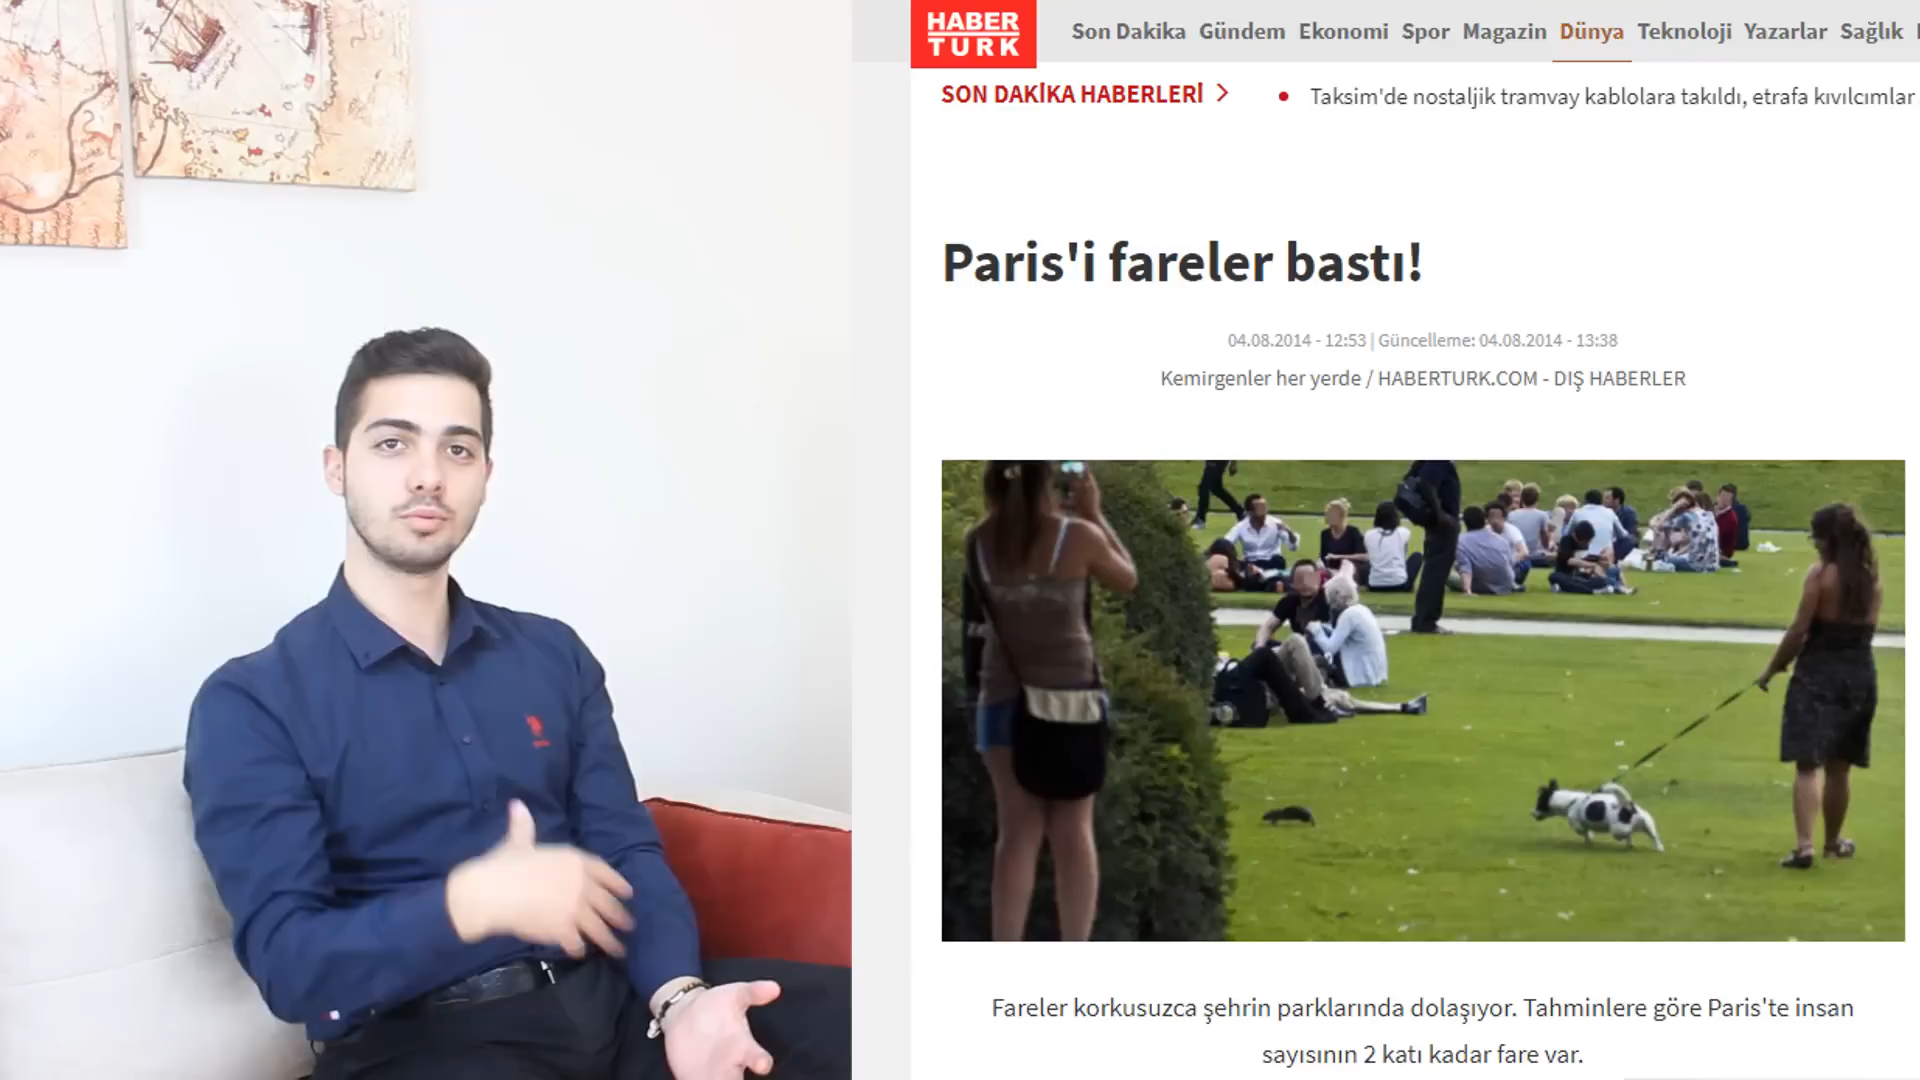 HABER
TURK
Son Dakika Gündem Ekonomi Spor Magazin Dünya Teknoloji Yazarlar Sağlık
SON DAKİKA HABERLERİ
Taksim'de nostaljik tramvay kablolara takıldı, etrafa kıvılcımlar
Paris'i fareler bastı!
04.08.2014 - 12:53 | Güncelleme: 04.08.2014 - 13:38
Kemirgenler her yerde / HABERTURK.COM - DIŞ HABERLER
Fareler korkusuzca şehrin parklarında dolaşıyor. Tahminlere göre Paris'te insan
sayısının 2 katı kadar fare var.